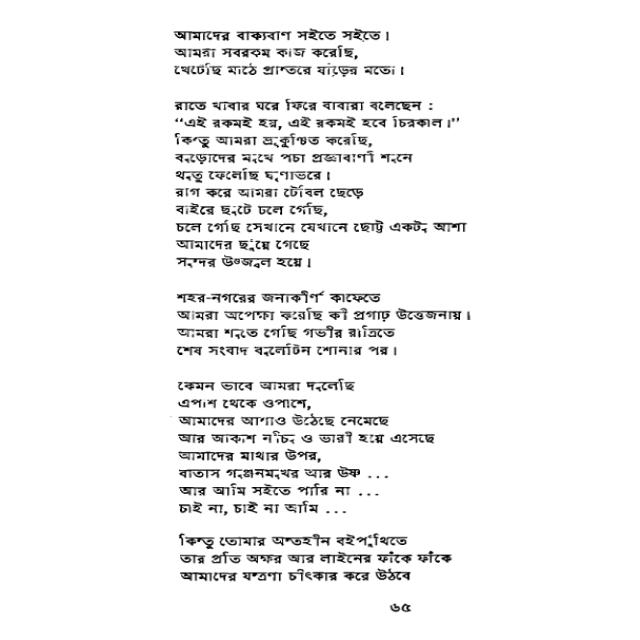 আমাদের বাক্যবাণ সইতে সইতে।
আমরা সবরকম কাজ করেছি,
খেটেছি মাঠে প্রান্তরে ষাঁড়ের মতো।
রাতে খাবার ঘরে ফিরে বাবারা বলেছেন :
“এই রকমই হয়, এই রকমই হবে চিরকাল।”
কিন্তু আমরা ভ্রূকুঞ্চিত করেছি,
বুড়োদের মুখে পচা প্রজ্ঞাবাণী শুনে
থুতু ফেলেছি ঘৃণাভরে।
রাগ করে আমরা টেবিল ছেড়ে
বাইরে ছুটে চলে গেছি,
চলে গেছি সেখানে যেখানে ছোট্ট একটু আশা
আমাদের ছুঁয়ে গেছে
সুন্দর উজ্জ্বল হয়ে।
শহর-নগরের জনাকীর্ণ কাফেতে
আমরা অপেক্ষা করেছি কী প্রগাঢ় উত্তেজনায়।
আমরা শুতে গেছি গভীর রাত্রিতে
শেষ সংবাদ বুলেটিন শোনার পর।
কেমন ভাবে আমরা দুলেছি
এপাশ থেকে ওপাশে,
আমাদের আশাও উঠেছে নেমেছে
আর আকাশ নীচু ও ভারী হয়ে এসেছে
আমাদের মাথার উপর,
বাতাস গুঞ্জনমুখর আর উষ্ণ ...
আর আমি সইতে পারি না ...
চাই না, চাই না আমি ...
কিন্তু তোমার অন্তহীন বইপুঁথিতে
তার প্রতি অক্ষর আর লাইনের ফাঁকে ফাঁকে
আমাদের যন্ত্রণা চীৎকার করে উঠবে
৬৫